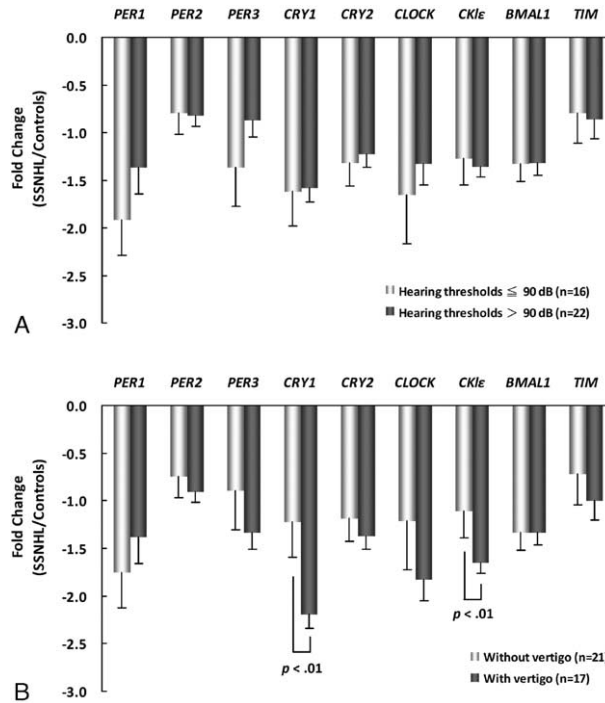 PER1 PER2 PER3 CRY1 CRY2 CLOCK CKIε BMAL1 TIM
0.0
-0.5
-1.0
-1.5
-2.0
-2.5
-3.0
Fold Change
(SSNHL/Controls)
Hearing thresholds ≦ 90 dB (n=16)
Hearing thresholds > 90 dB (n=22)
A
PER1 PER2 PER3 CRY1 CRY2 CLOCK CKIε BMAL1 TIM
0.0
-0.5
-1.0
-1.5
-2.0
-2.5
-3.0
Fold Change
(SSNHL/Controls)
p < .01
p < .01
Without vertigo (n=21)
With vertigo (n=17)
B